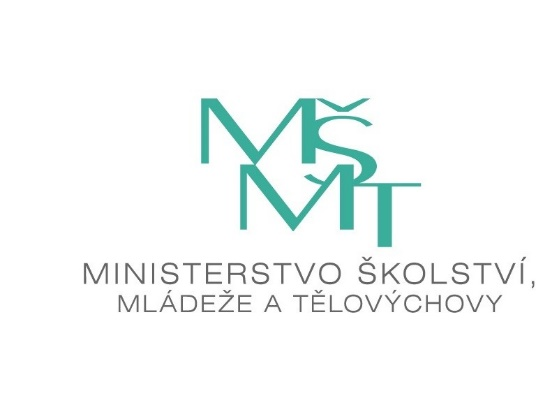 MŠ
MT
MINISTERSTVO ŠKOLSTVÍ,
MLÁDEŽE A TĚLOVÝCHOVY